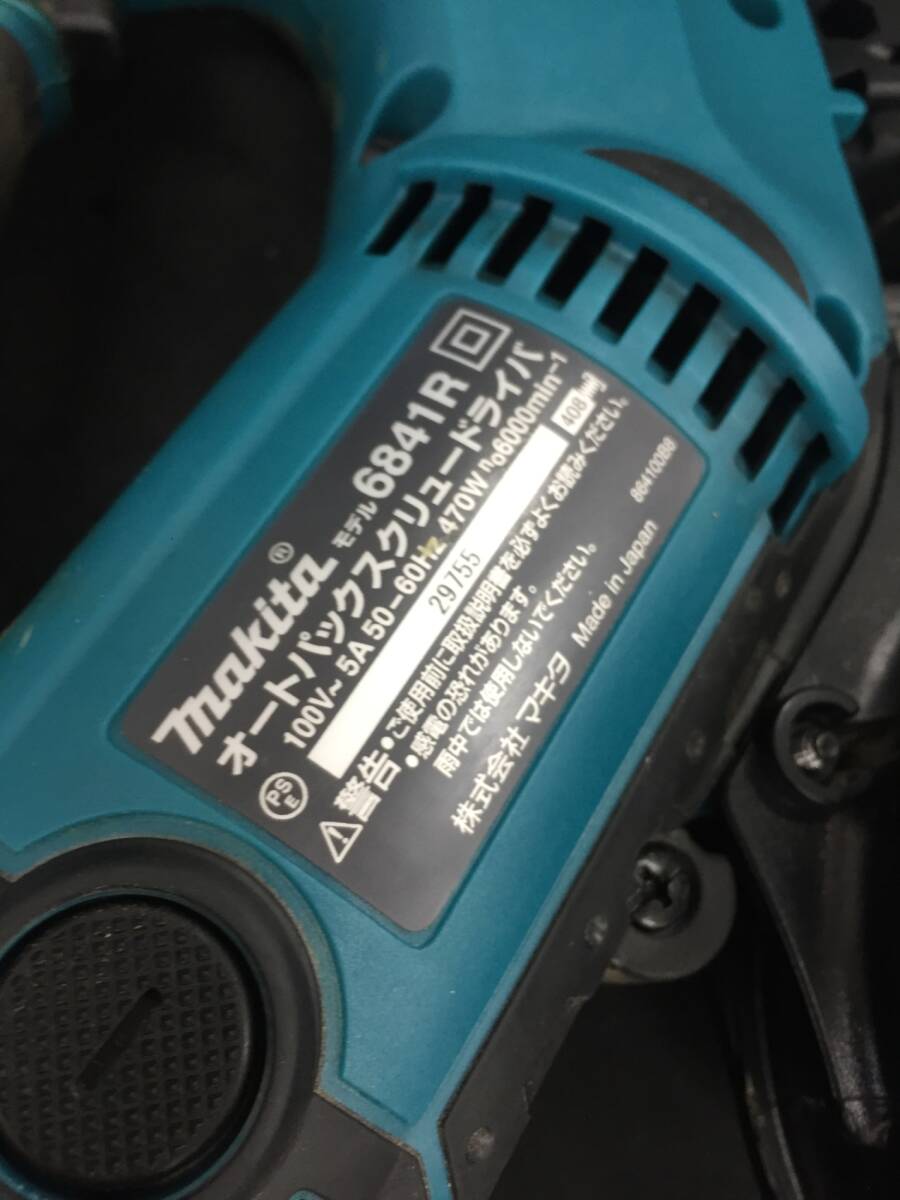 makita® モデル 6841R
オートパックスクリュードライバ
100V～ 5A 50-60Hz 470W n₀6000min⁻¹
29755
PSE
⚠警告 ●ご使用前に取扱説明書を必ずよくお読みください。
●感電の恐れがあります。
雨中では使用しないでください。
株式会社 マキタ Made in Japan